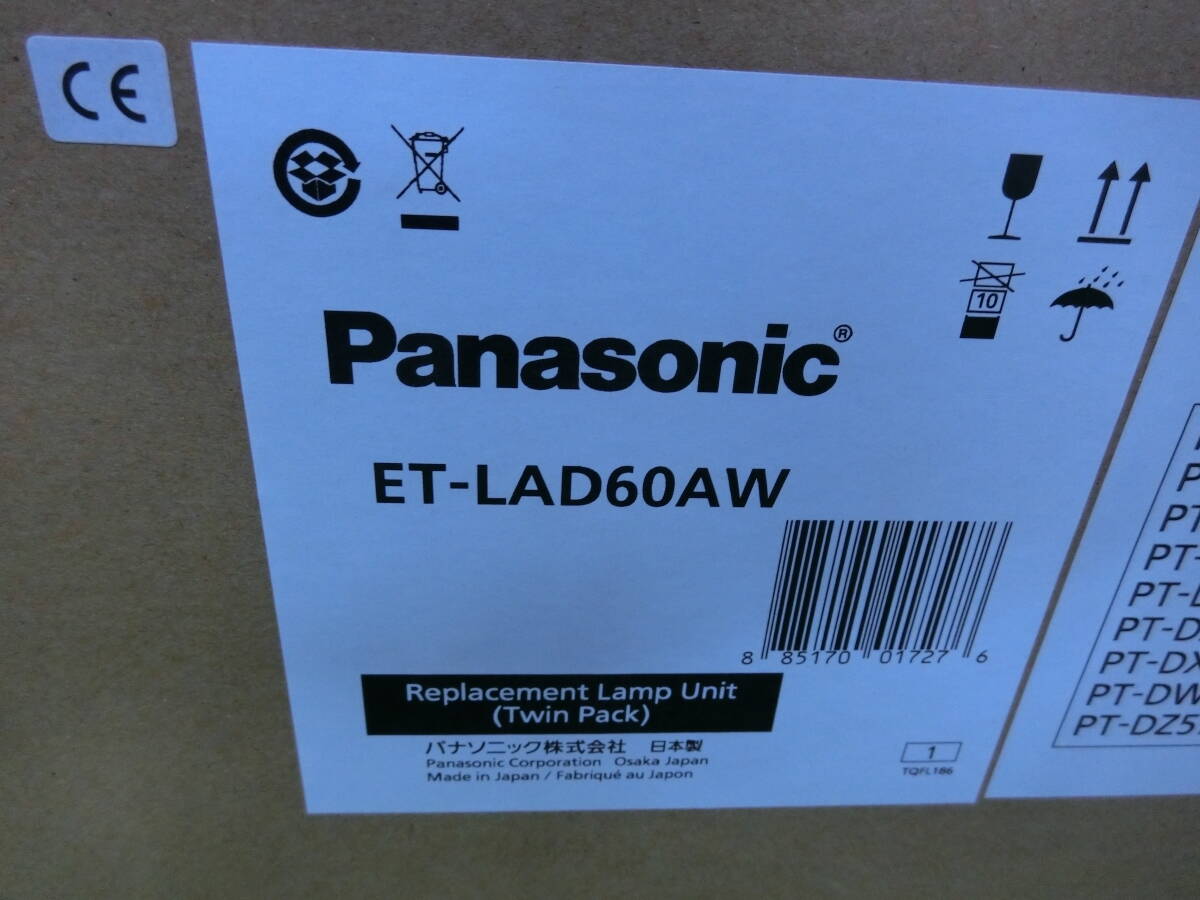 CE
10
Panasonic®
ET-LAD60AW
8 85170 01727 6
Replacement Lamp Unit
(Twin Pack)
パナソニック株式会社 日本製
Panasonic Corporation Osaka Japan
Made in Japan / Fabriqué au Japon
1
TQFL186